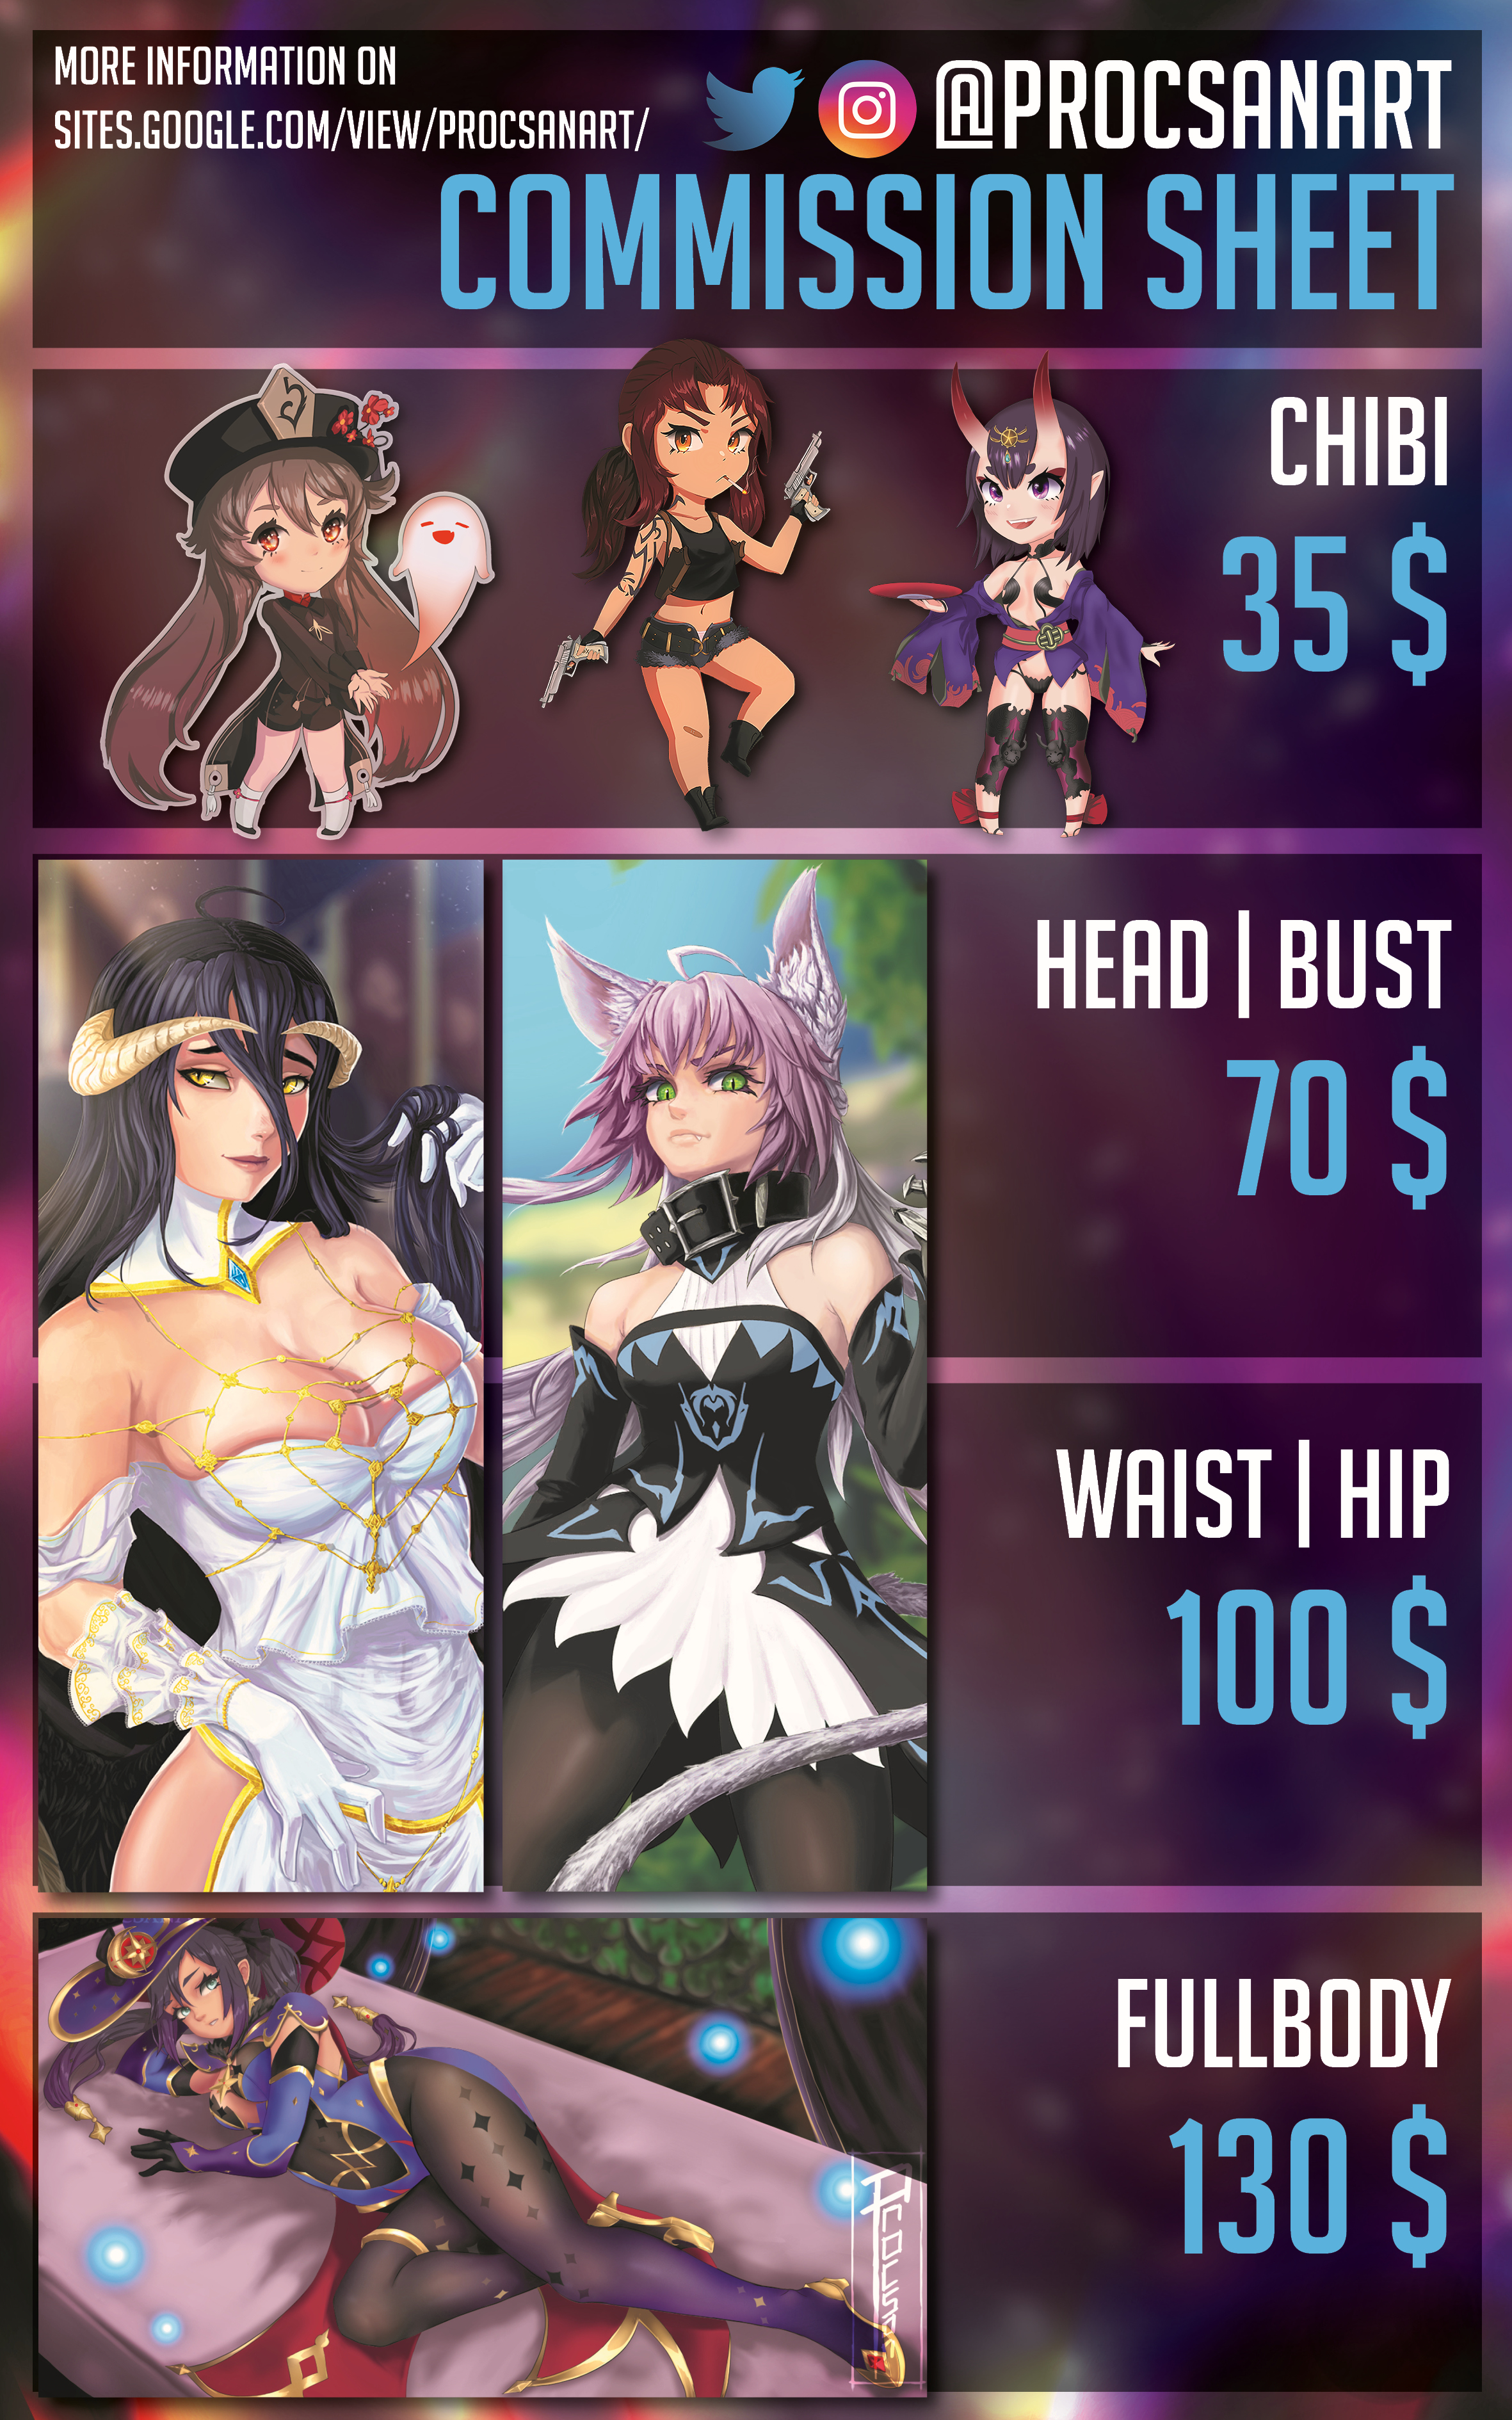 MORE INFORMATION ON
SITES.GOOGLE.COM/VIEW/PROCSANART/
@PROCSANART
COMMISSION SHEET
CHIBI
35 $
HEAD | BUST
70 $
WAIST | HIP
100 $
FULLBODY
130 $